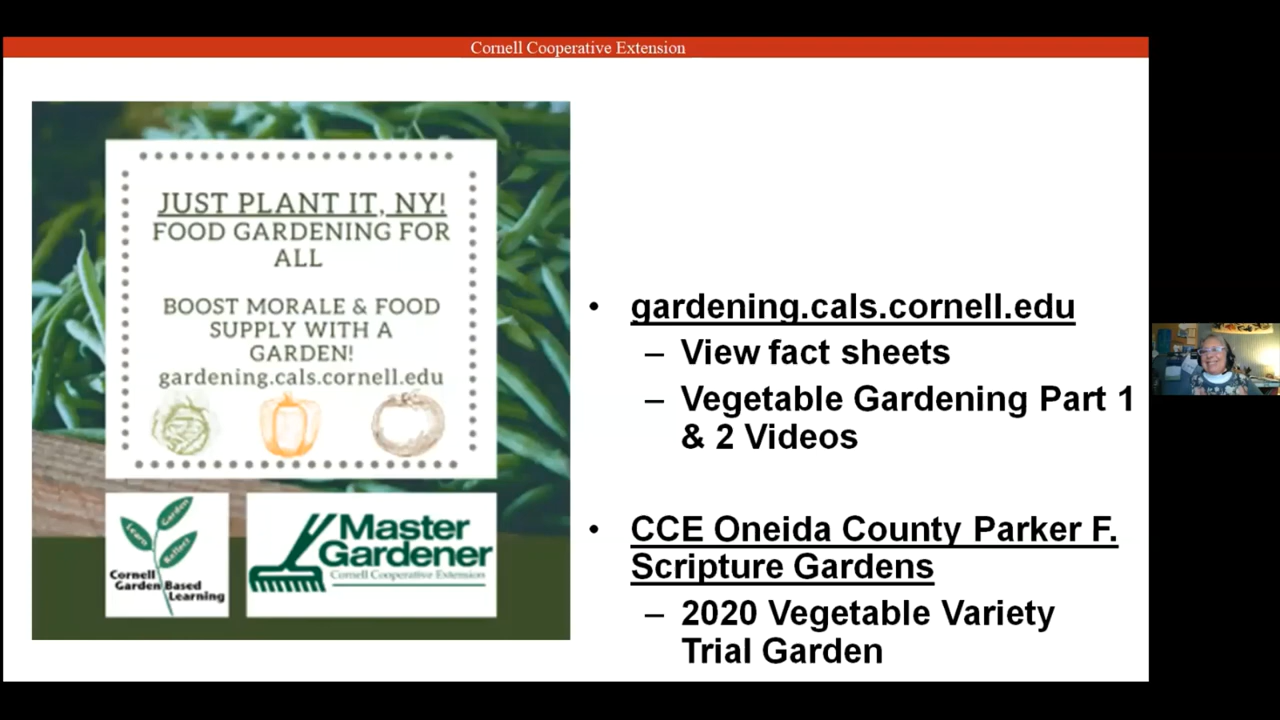 Cornell Cooperative Extension
JUST PLANT IT, NY!
FOOD GARDENING FOR
ALL
BOOST MORALE & FOOD
SUPPLY WITH A
GARDEN!
gardening.cals.cornell.edu
Learn
Garden
Reflect
Cornell
Garden Based
Learning
Master
Gardener
Cornell Cooperative Extension
• gardening.cals.cornell.edu
– View fact sheets
– Vegetable Gardening Part 1
& 2 Videos
• CCE Oneida County Parker F.
Scripture Gardens
– 2020 Vegetable Variety
Trial Garden